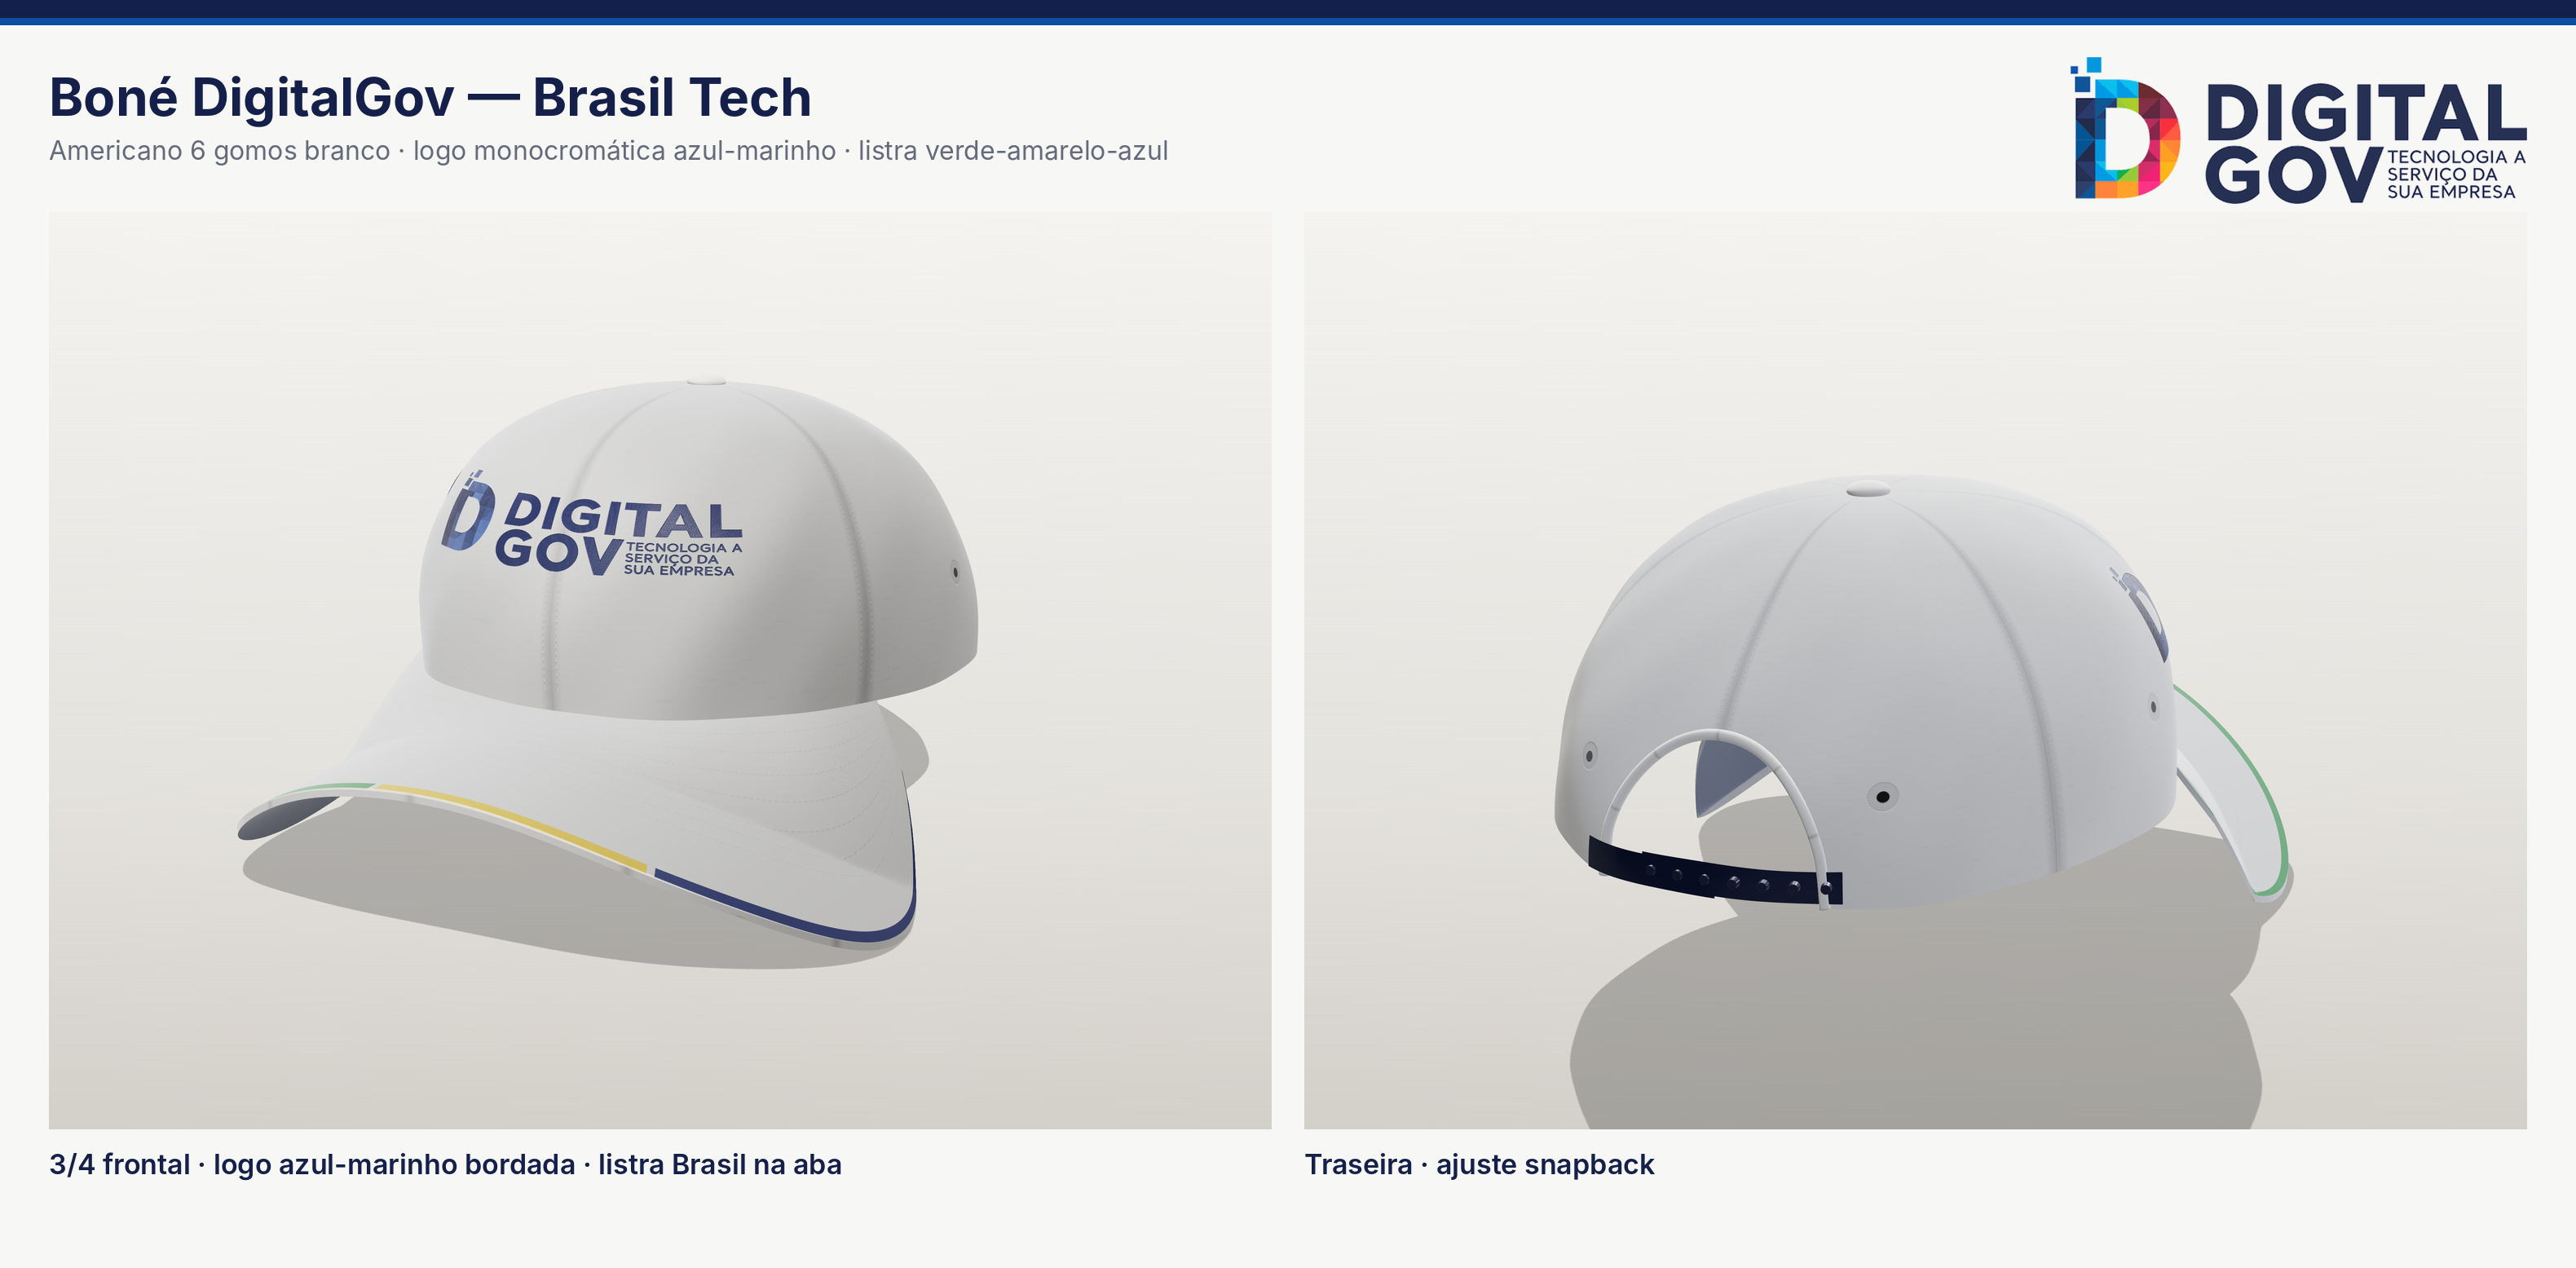 Boné DigitalGov — Brasil Tech
Americano 6 gomos branco · logo monocromática azul-marinho · listra verde-amarelo-azul
DIGITAL
GOV
TECNOLOGIA A
SERVIÇO DA
SUA EMPRESA
DIGITAL
GOV
TECNOLOGIA A
SERVIÇO DA
SUA EMPRESA
3/4 frontal · logo azul-marinho bordada · listra Brasil na aba
Traseira · ajuste snapback